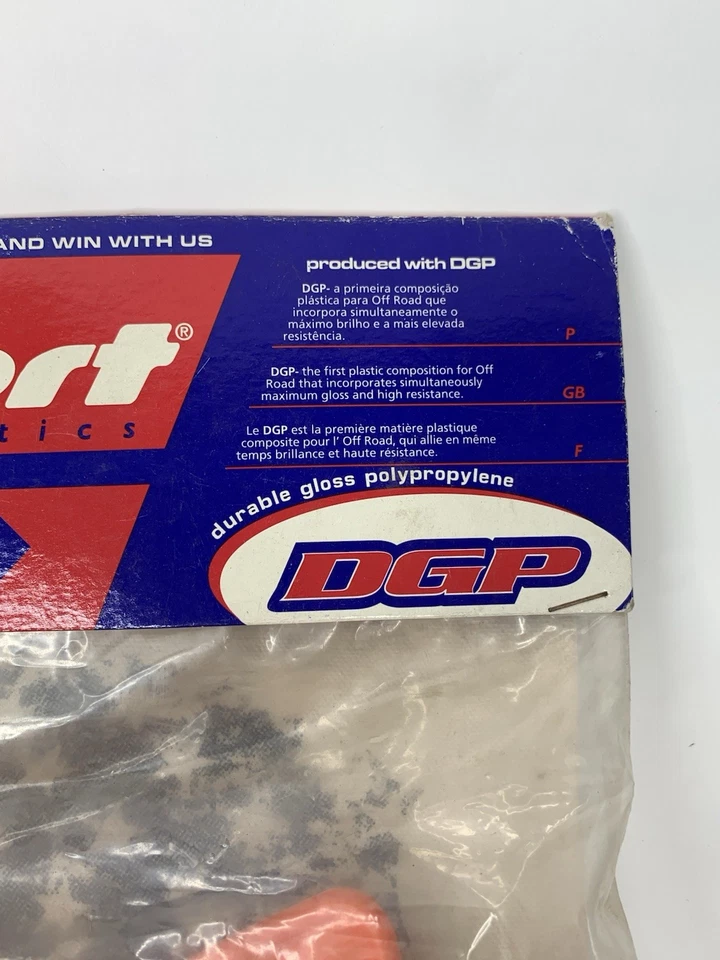 AND WIN WITH US
ort®
tics
produced with DGP
DGP- a primeira composição
plástica para Off Road que
incorpora simultaneamente o
máximo brilho e a mais elevada
resistência.
P
DGP- the first plastic composition for Off
Road that incorporates simultaneously
maximum gloss and high resistance.
GB
Le DGP est la première matière plastique
composite pour l' Off Road, qui allie en même
temps brillance et haute résistance.
F
durable gloss polypropylene
DGP